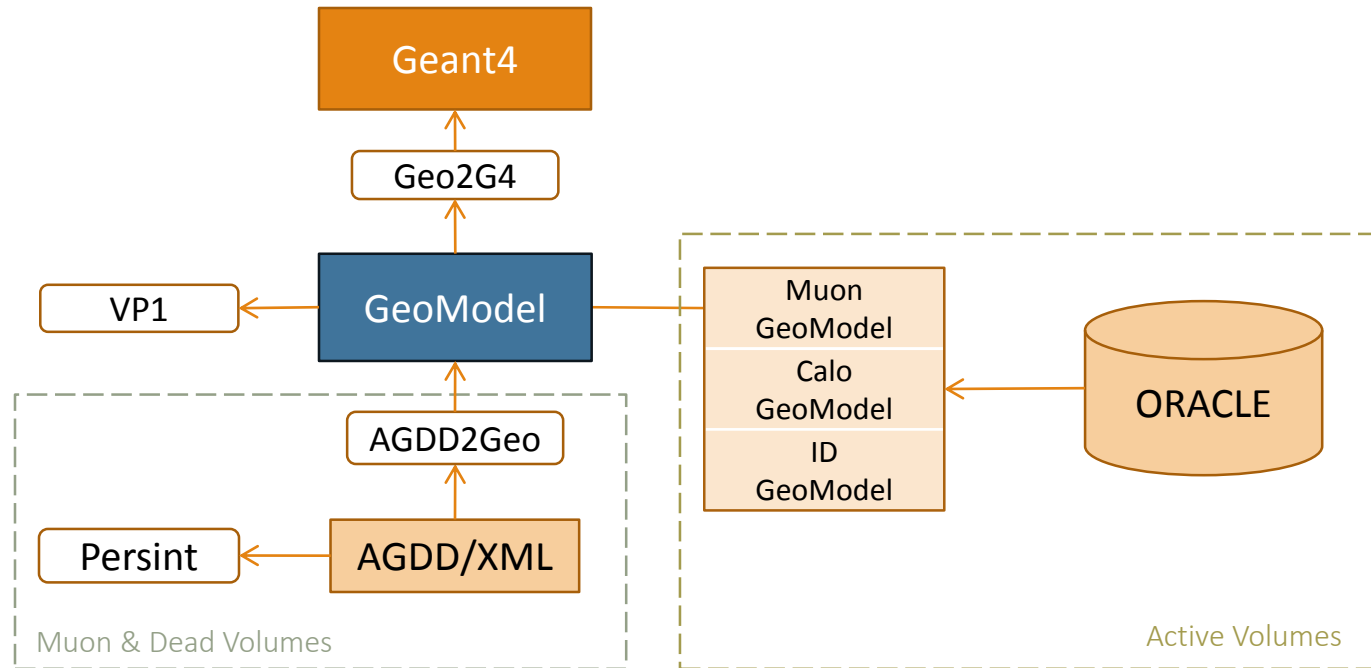 Geant4
Geo2G4
GeoModel
VP1
Muon
GeoModel
Calo
GeoModel
ID
GeoModel
ORACLE
AGDD2Geo
Persint
AGDD/XML
Muon & Dead Volumes
Active Volumes